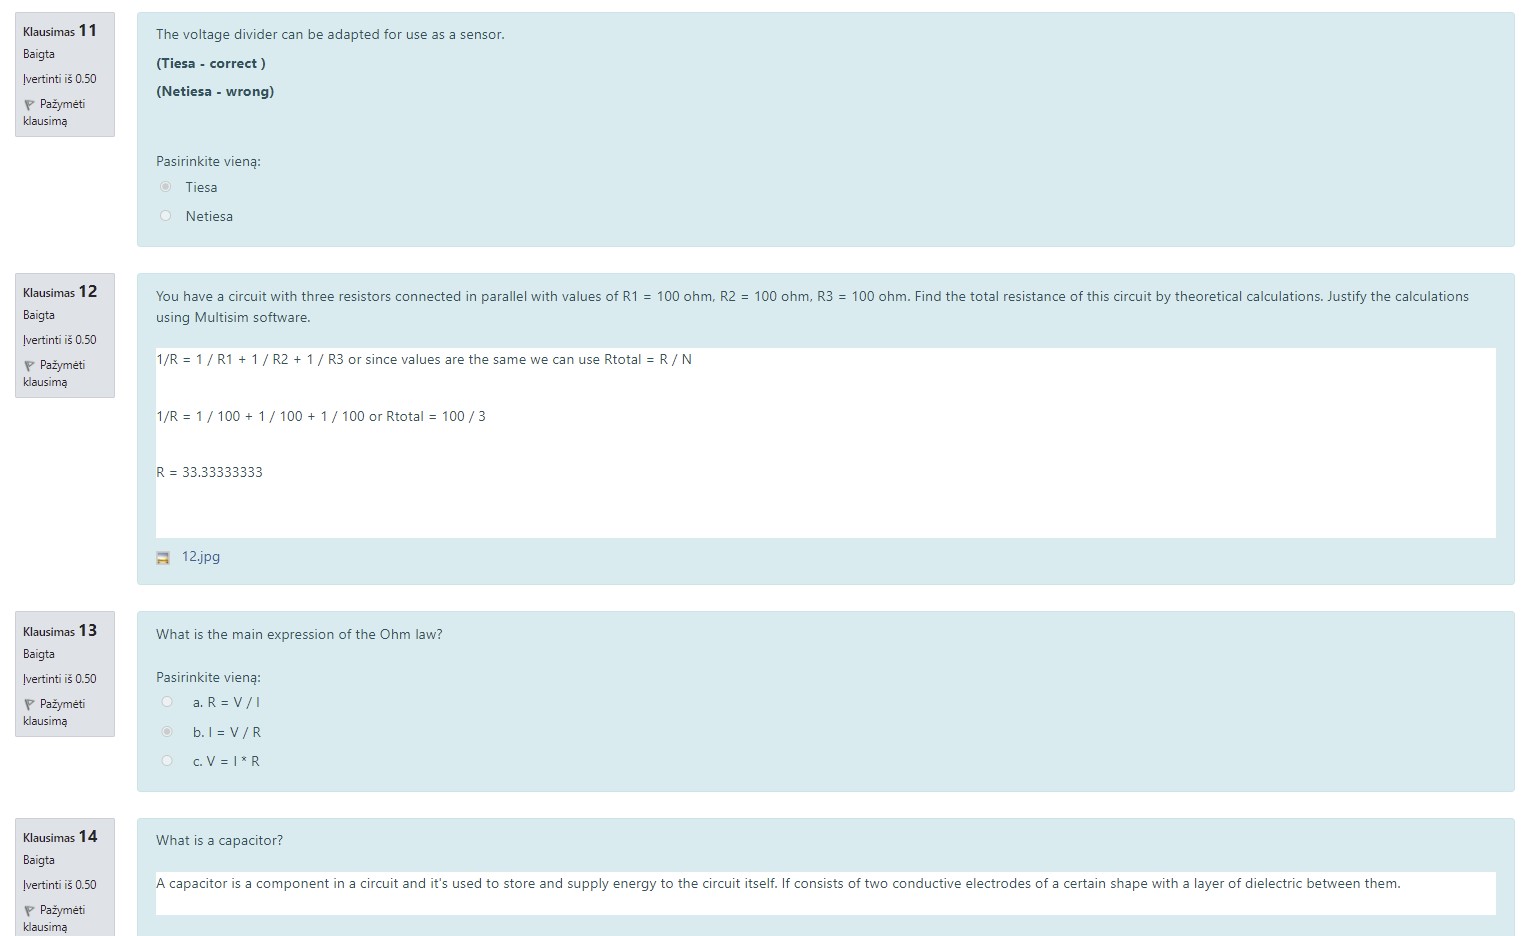 Klausimas 11
Baigta
Įvertinti iš 0.50
Pažymėti
klausimą
The voltage divider can be adapted for use as a sensor.
(Tiesa - correct )
(Netiesa - wrong)
Pasirinkite vieną:
Tiesa
Netiesa
Klausimas 12
Baigta
Įvertinti iš 0.50
Pažymėti
klausimą
You have a circuit with three resistors connected in parallel with values of R1 = 100 ohm, R2 = 100 ohm, R3 = 100 ohm. Find the total resistance of this circuit by theoretical calculations. Justify the calculations
using Multisim software.
1/R = 1 / R1 + 1 / R2 + 1 / R3 or since values are the same we can use Rtotal = R / N
1/R = 1 / 100 + 1 / 100 + 1 / 100 or Rtotal = 100 / 3
R = 33.33333333
12.jpg
Klausimas 13
Baigta
Įvertinti iš 0.50
Pažymėti
klausimą
What is the main expression of the Ohm law?
Pasirinkite vieną:
a. R = V / I
b. I = V / R
c. V = I * R
Klausimas 14
Baigta
Įvertinti iš 0.50
Pažymėti
klausimą
What is a capacitor?
A capacitor is a component in a circuit and it's used to store and supply energy to the circuit itself. If consists of two conductive electrodes of a certain shape with a layer of dielectric between them.